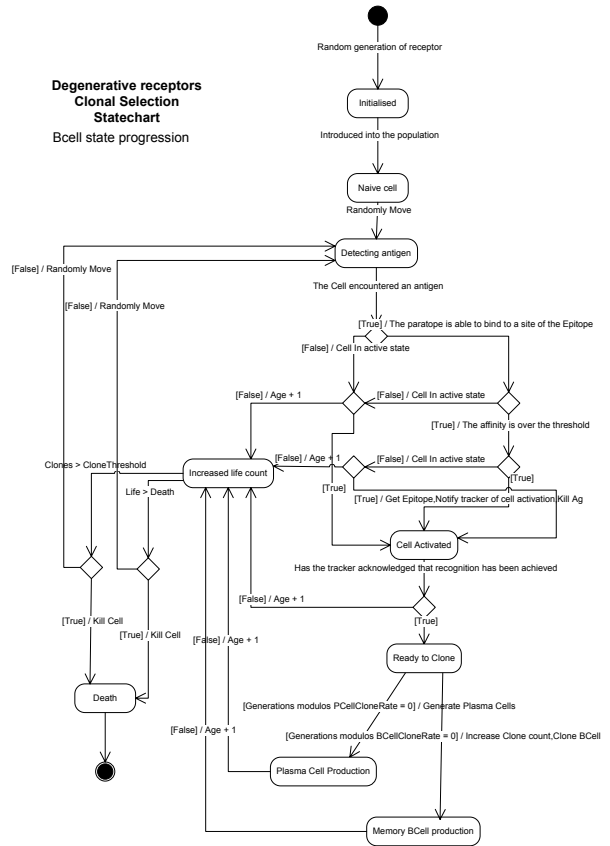 Random generation of receptor
Degenerative receptors
Clonal Selection
Statechart
Bcell state progression
Initialised
Introduced into the population
Naive cell
Randomly Move
Detecting antigen
[False] / Randomly Move
[False] / Randomly Move
The Cell encountered an antigen
[True] / The paratope is able to bind to a site of the Epitope
[False] / Cell In active state
[False] / Age + 1
[False] / Cell In active state
[True] / The affinity is over the threshold
[False] / Age + 1
[False] / Cell In active state
Clones > CloneThreshold
Increased life count
[True]
[True]
Life > Death
[True] / Get Epitope,Notify tracker of cell activation,Kill Ag
Cell Activated
Has the tracker acknowledged that recognition has been achieved
[False] / Age + 1
[True] / Kill Cell
[True]
[True] / Kill Cell
[False] / Age + 1
Ready to Clone
Death
[Generations modulos PCellCloneRate = 0] / Generate Plasma Cells
[False] / Age + 1
[Generations modulos BCellCloneRate = 0] / Increase Clone count,Clone BCell
Plasma Cell Production
Memory BCell production